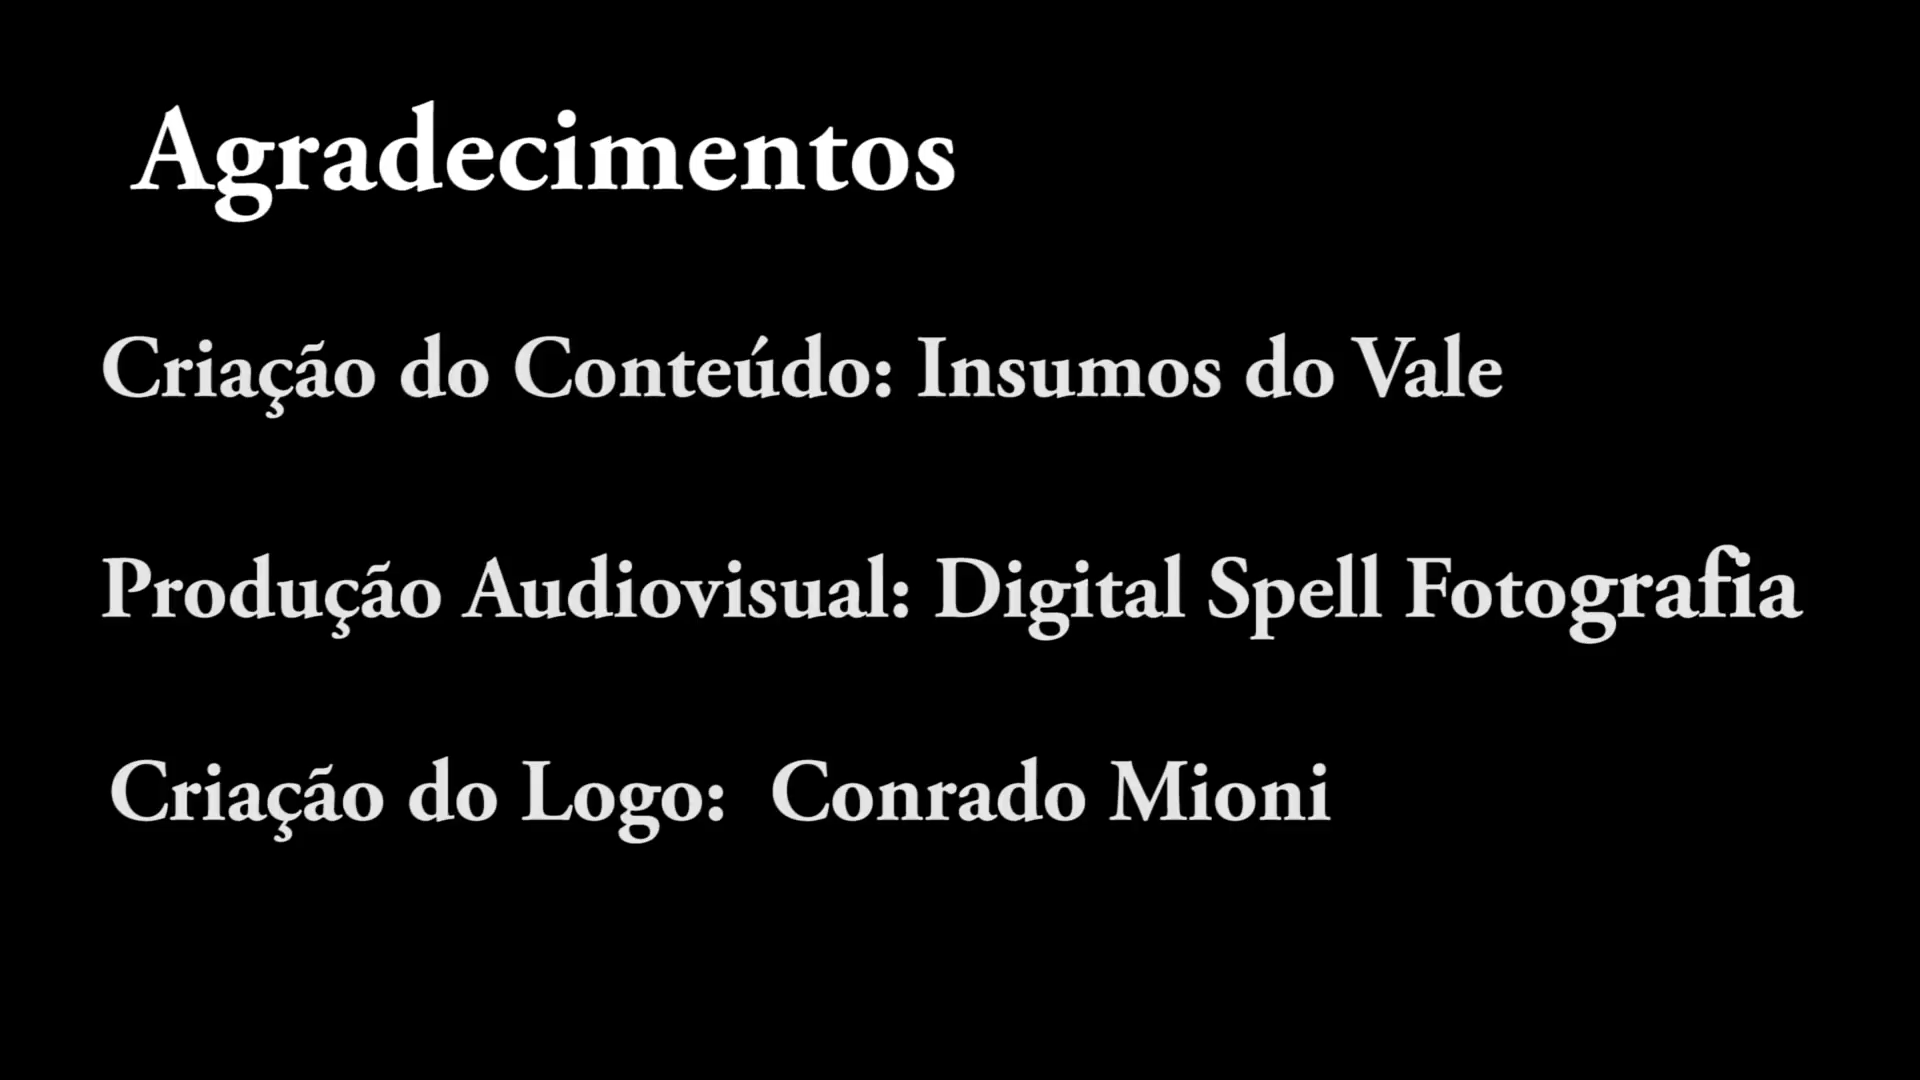 Agradecimentos
Criação do Conteúdo: Insumos do Vale
Produção Audiovisual: Digital Spell Fotografia
Criação do Logo: Conrado Mioni